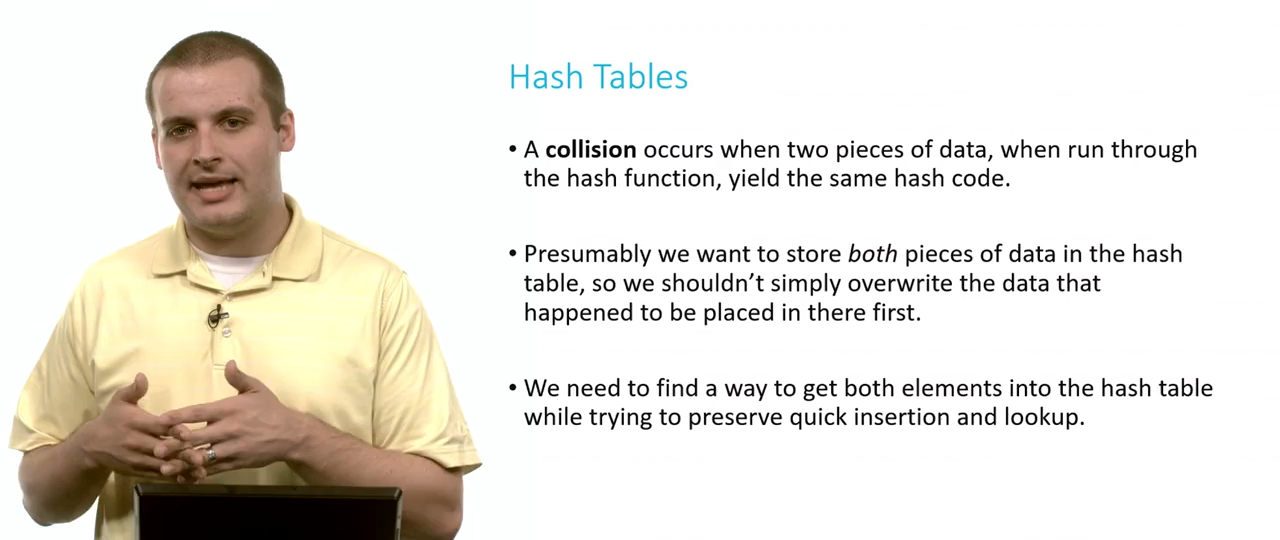 Hash Tables
• A collision occurs when two pieces of data, when run through
the hash function, yield the same hash code.
• Presumably we want to store both pieces of data in the hash
table, so we shouldn’t simply overwrite the data that
happened to be placed in there first.
• We need to find a way to get both elements into the hash table
while trying to preserve quick insertion and lookup.